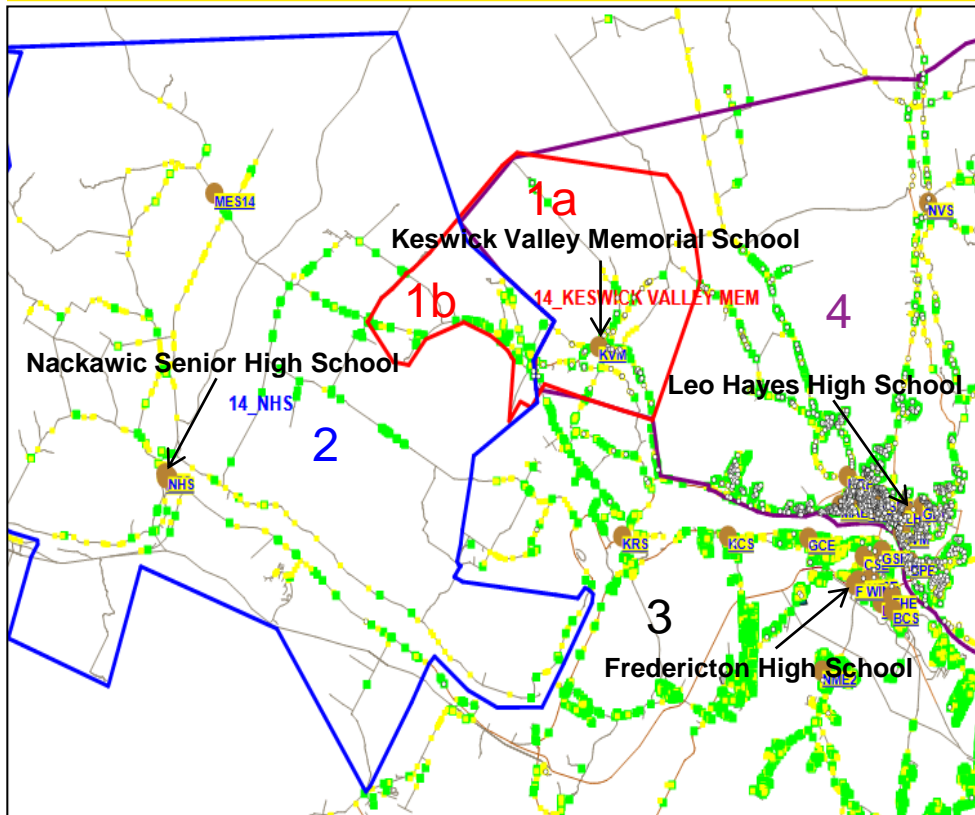 1a
MES14
NVS
Keswick Valley Memorial School
1b
14_KESWICK VALLEY MEM
4
KVM
Nackawic Senior High School
Leo Hayes High School
14_NHS
2
NHS
KRS
KCS
GCE
3
BCS
Fredericton High School
NME2